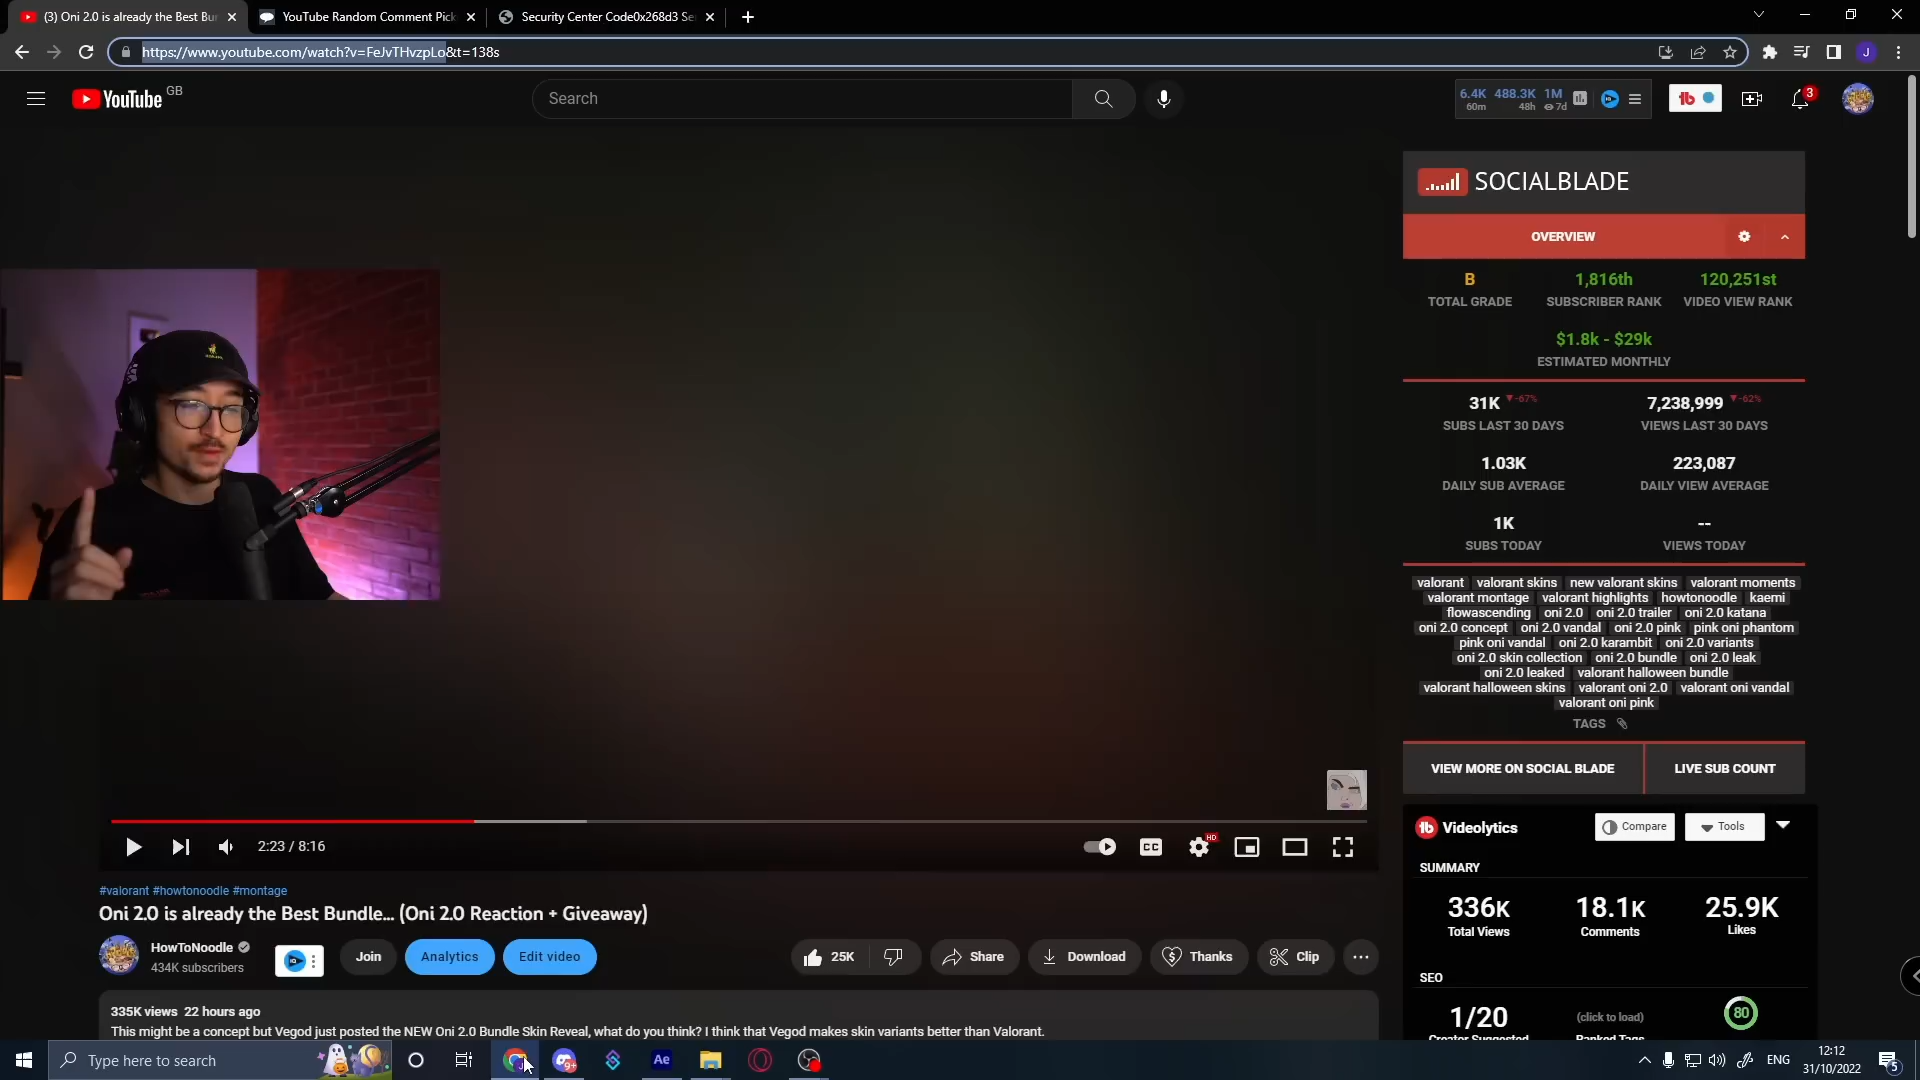 (3) Oni 2.0 is already the Best Bun
YouTube Random Comment Pick
Security Center Code0x268d3 Se
https://www.youtube.com/watch?v=FeJvTHvzpLo&t=138s
J
YouTube GB
Search
6.4K 488.3K 1M
60m 48h 7d
3
SOCIALBLADE
OVERVIEW
B 1,816th 120,251st
TOTAL GRADE SUBSCRIBER RANK VIDEO VIEW RANK
$1.8k - $29k
ESTIMATED MONTHLY
31K -67% 7,238,999 -62%
SUBS LAST 30 DAYS VIEWS LAST 30 DAYS
1.03K 223,087
DAILY SUB AVERAGE DAILY VIEW AVERAGE
1K --
SUBS TODAY VIEWS TODAY
valorant valorant skins new valorant skins valorant moments
valorant montage valorant highlights howtonoodle kaemi
flowascending oni 2.0 oni 2.0 trailer oni 2.0 katana
oni 2.0 concept oni 2.0 vandal oni 2.0 pink pink oni phantom
pink oni vandal oni 2.0 karambit oni 2.0 variants
oni 2.0 skin collection oni 2.0 bundle oni 2.0 leak
oni 2.0 leaked valorant halloween bundle
valorant halloween skins valorant oni 2.0 valorant oni vandal
valorant oni pink
TAGS
VIEW MORE ON SOCIAL BLADE LIVE SUB COUNT
Videolytics Compare Tools
SUMMARY
336K 18.1K 25.9K
Total Views Comments Likes
SEO
1/20 (click to load) 80
Creator Suggested Ranked Tags
2:23 / 8:16
CC
HD
#valorant #howtonoodle #montage
Oni 2.0 is already the Best Bundle... (Oni 2.0 Reaction + Giveaway)
HowToNoodle
434K subscribers
Join Analytics Edit video
25K Share Download Thanks Clip
335K views 22 hours ago
This might be a concept but Vegod just posted the NEW Oni 2.0 Bundle Skin Reveal, what do you think? I think that Vegod makes skin variants better than Valorant.
Type here to search
9+
Ae
ENG
12:12
31/10/2022
5